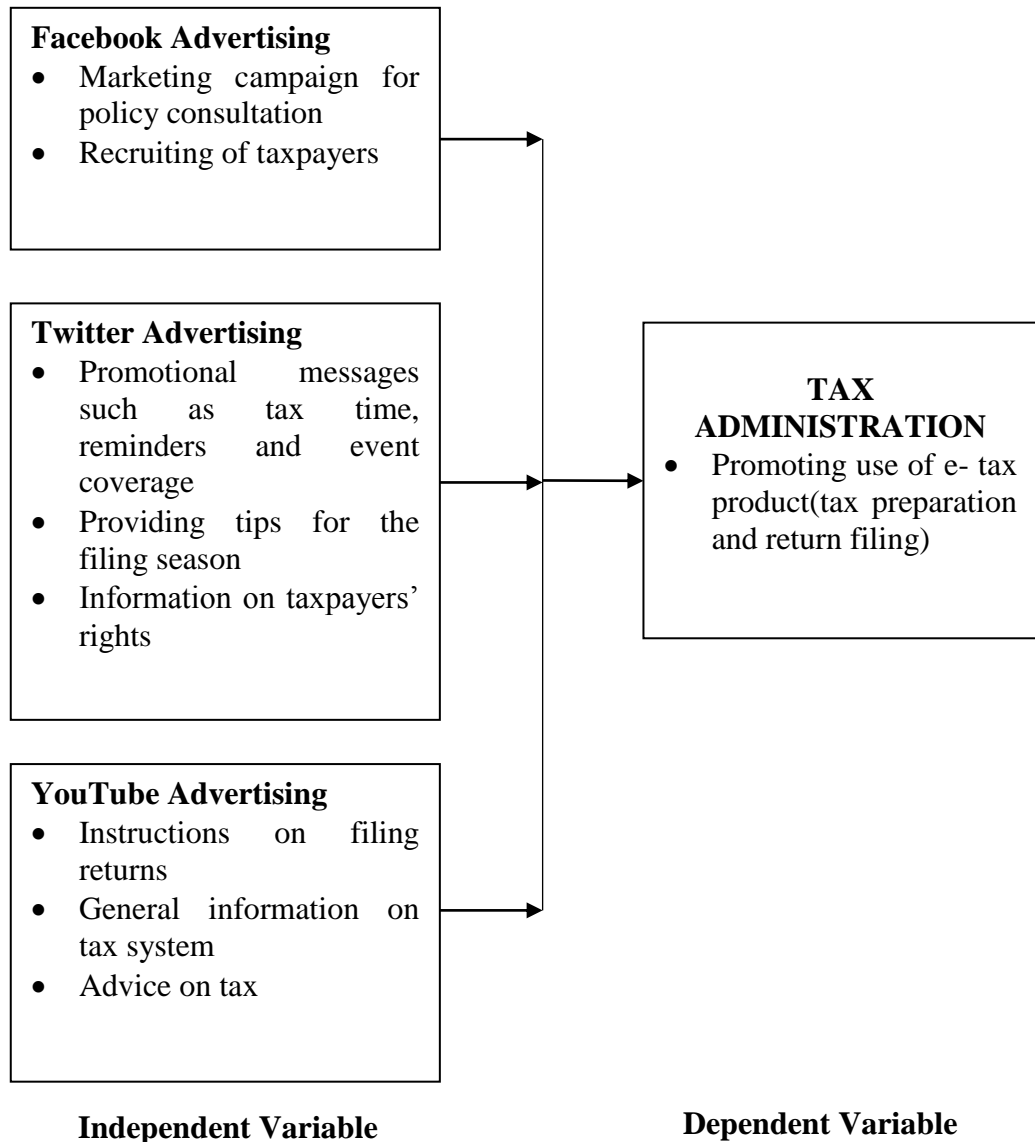 Facebook Advertising
• Marketing campaign for
policy consultation
• Recruiting of taxpayers
Twitter Advertising
• Promotional messages
such as tax time,
reminders and event
coverage
• Providing tips for the
filing season
• Information on taxpayers’
rights
YouTube Advertising
• Instructions on filing
returns
• General information on
tax system
• Advice on tax
Independent Variable
TAX
ADMINISTRATION
• Promoting use of e- tax
product(tax preparation
and return filing)
Dependent Variable